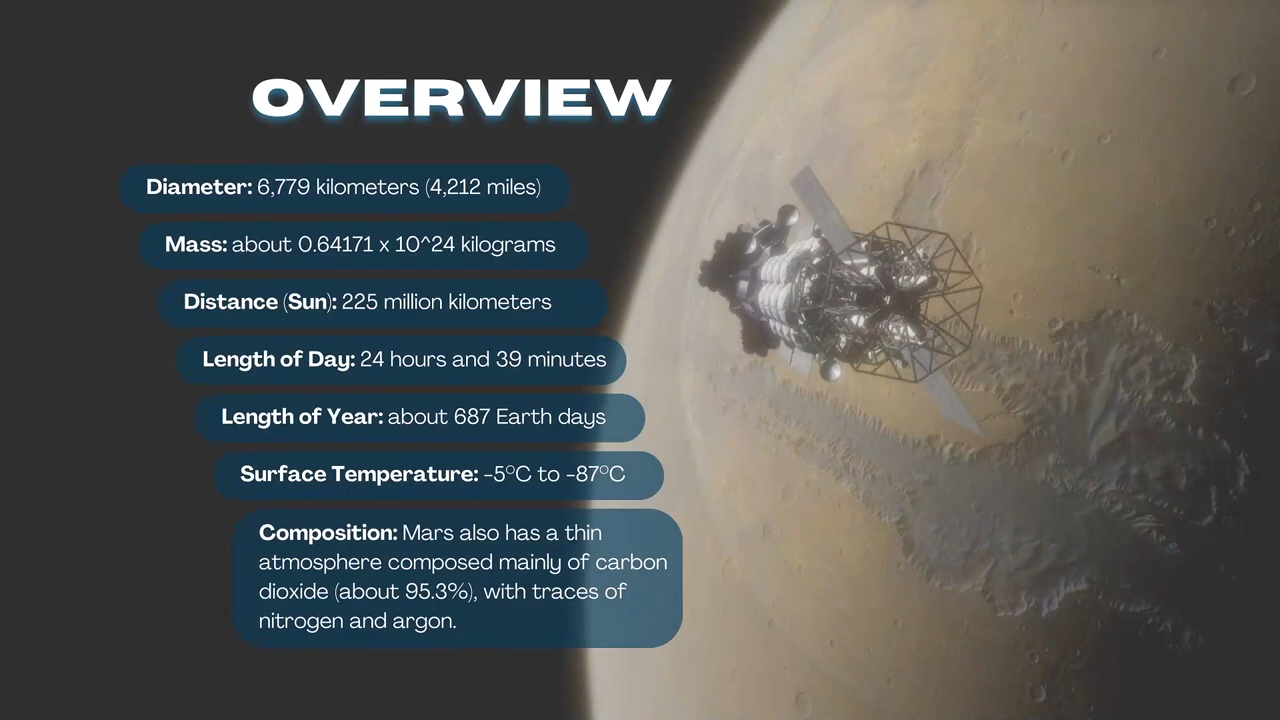 OVERVIEW
Diameter: 6,779 kilometers (4,212 miles)
Mass: about 0.64171 x 10^24 kilograms
Distance (Sun): 225 million kilometers
Length of Day: 24 hours and 39 minutes
Length of Year: about 687 Earth days
Surface Temperature: -5°C to -87°C
Composition: Mars also has a thin
atmosphere composed mainly of carbon
dioxide (about 95.3%), with traces of
nitrogen and argon.